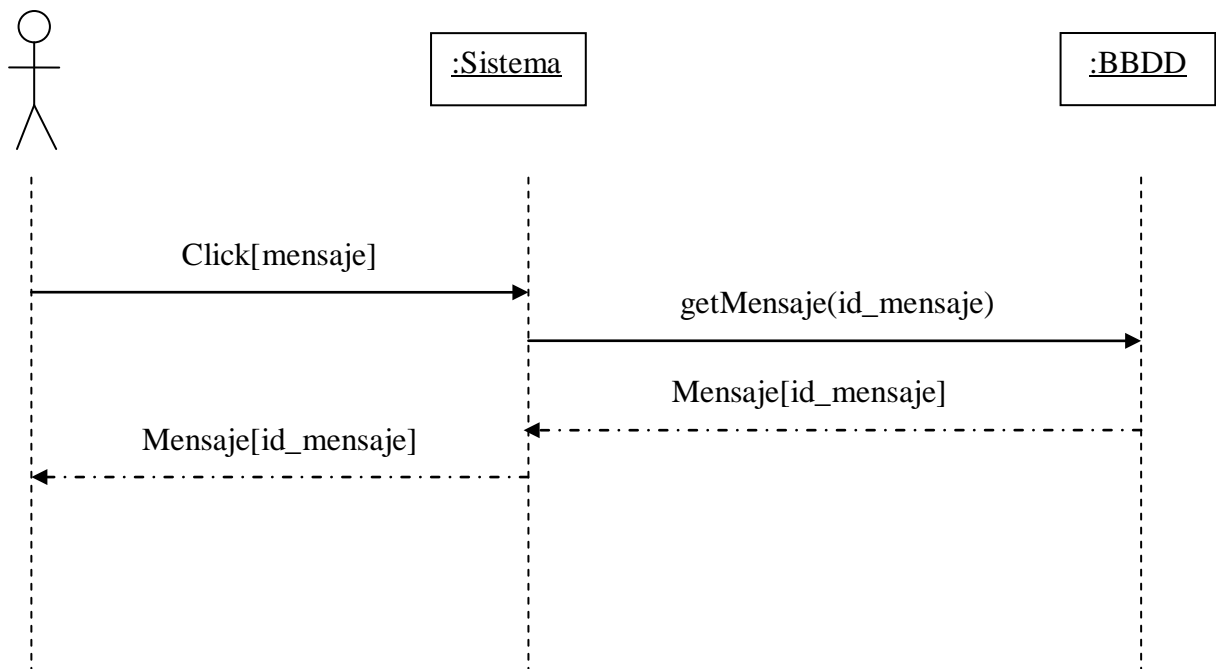 :Sistema
:BBDD
Click[mensaje]
getMensaje(id_mensaje)
Mensaje[id_mensaje]
Mensaje[id_mensaje]